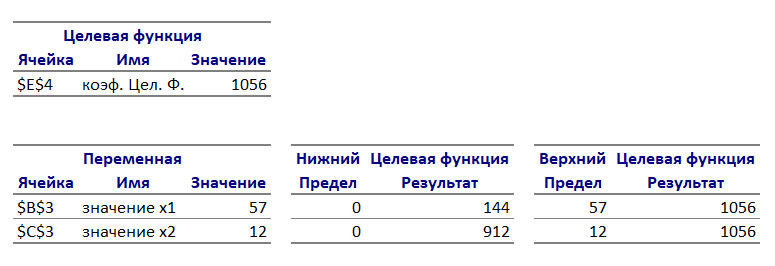 Целевая функция
Ячейка Имя Значение
$E$4 коэф. Цел. Ф. 1056
Переменная Нижний Целевая функция Верхний Целевая функция
Ячейка Имя Значение Предел Результат Предел Результат
$B$3 значение x1 57 0 144 57 1056
$C$3 значение x2 12 0 912 12 1056